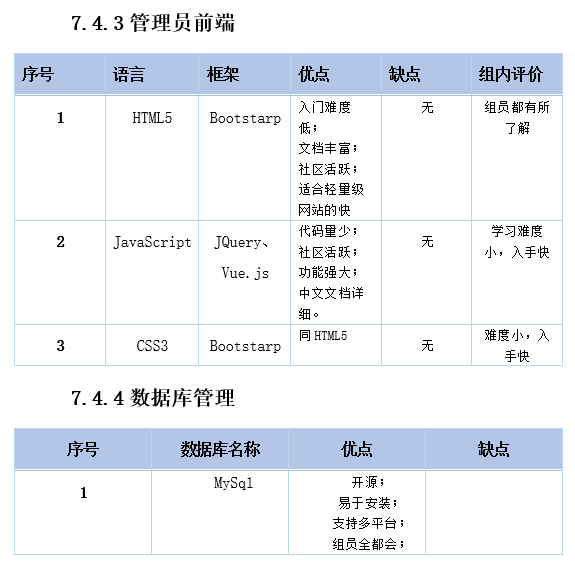 7.4.3 管理员前端
序号 语言 框架 优点 缺点 组内评价
1 HTML5 Bootstarp 入门难度 无 组员都有所
低； 了解
文档丰富；
社区活跃；
适合轻量级
网站的快
2 JavaScript JQuery、 代码量少； 无 学习难度
Vue.js 社区活跃； 小，入手快
功能强大；
中文文档详
细。
3 CSS3 Bootstarp 同 HTML5 无 难度小，入
手快
7.4.4 数据库管理
序号 数据库名称 优点 缺点
1 MySql 开源；
易于安装；
支持多平台；
组员全都会；